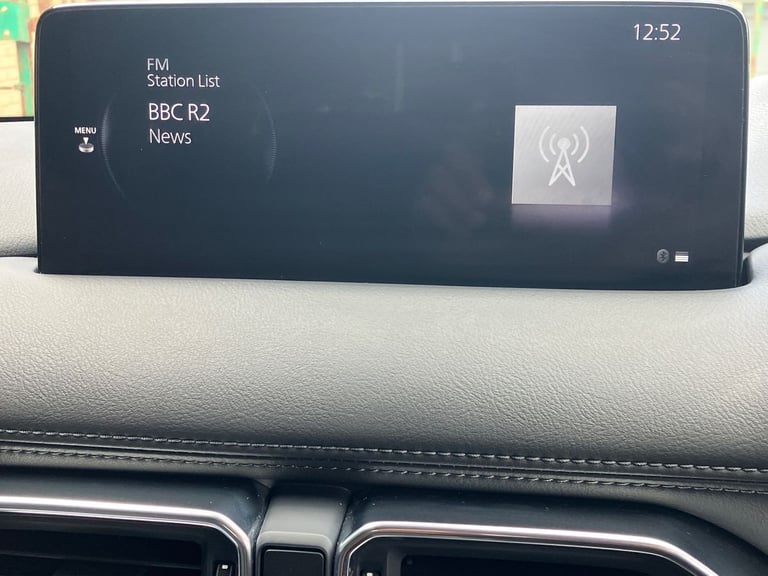 12:52
FM
Station List
BBC R2
News
MENU